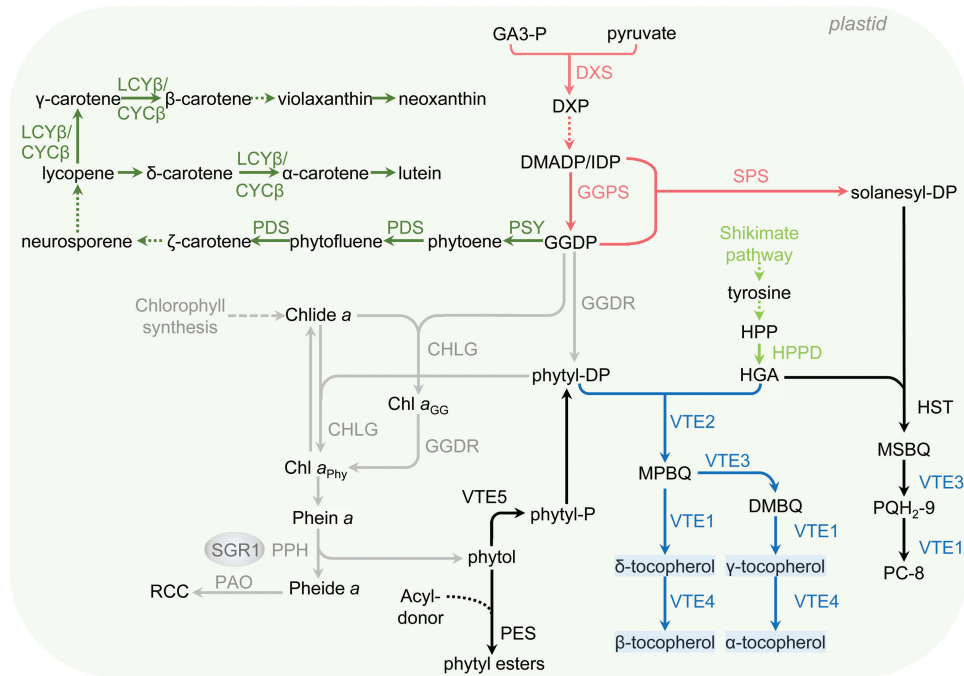 plastid
GA3-P pyruvate
DXS
DXP
LCYβ/
γ-carotene β-carotene violaxanthin neoxanthin
CYCβ
LCYβ/
CYCβ
LCYβ/
lycopene δ-carotene α-carotene lutein
CYCβ
DMADP/IDP
GGPS
SPS
solanesyl-DP
neurosporene ζ-carotene PDS phytofluene PDS phytoene PSY GGDP
Shikimate
pathway
tyrosine
HPP
HPPD
HGA
GGDR
Chlorophyll
synthesis
Chlide a
CHLG
phytyl-DP
Chl aGG
CHLG
GGDR
Chl aPhy
VTE2
HST
MSBQ
VTE3
MPBQ
VTE3
DMBQ
PQH₂-9
VTE5
phytyl-P
VTE1
VTE1
VTE1
PC-8
Phein a
SGR1 PPH
phytol
δ-tocopherol γ-tocopherol
RCC PAO Pheide a
Acyl-
donor
VTE4 VTE4
PES
phytyl esters
β-tocopherol α-tocopherol